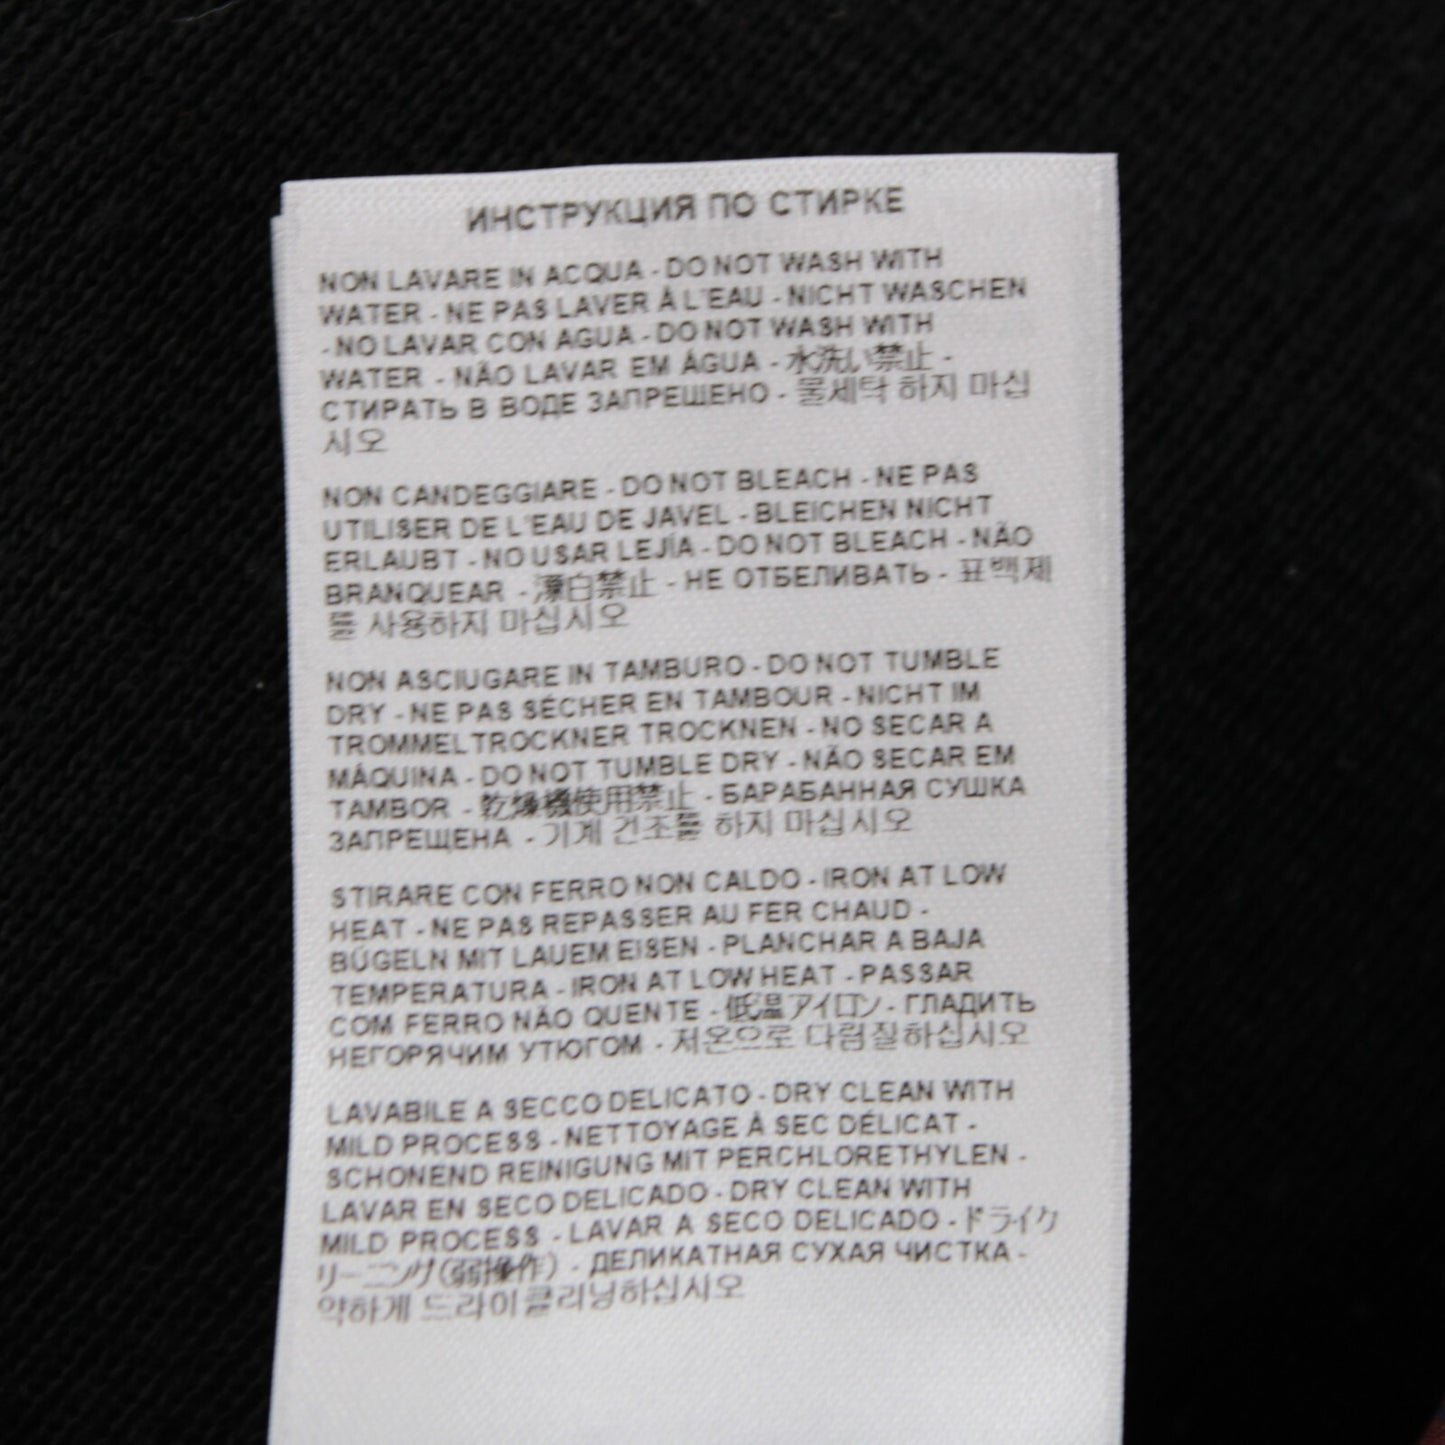 ИНСТРУКЦИЯ ПО СТИРКЕ
NON LAVARE IN ACQUA - DO NOT WASH WITH
WATER - NE PAS LAVER À L'EAU - NICHT WASCHEN
- NO LAVAR CON AGUA - DO NOT WASH WITH
WATER - NÃO LAVAR EM ÁGUA - 水洗い禁止 -
СТИРАТЬ В ВОДЕ ЗАПРЕЩЕНО - 물세탁 하지 마십
시오
NON CANDEGGIARE - DO NOT BLEACH - NE PAS
UTILISER DE L'EAU DE JAVEL - BLEICHEN NICHT
ERLAUBT - NO USAR LEJÍA - DO NOT BLEACH - NÃO
BRANQUEAR - 漂白禁止 - НЕ ОТБЕЛИВАТЬ - 표백제
를 사용하지 마십시오
NON ASCIUGARE IN TAMBURO - DO NOT TUMBLE
DRY - NE PAS SÉCHER EN TAMBOUR - NICHT IM
TROMMELTROCKNER TROCKNEN - NO SECAR A
MÁQUINA - DO NOT TUMBLE DRY - NÃO SECAR EM
TAMBOR - 乾燥機使用禁止 - БАРАБАННАЯ СУШКА
ЗАПРЕЩЕНА - 기계 건조를 하지 마십시오
STIRARE CON FERRO NON CALDO - IRON AT LOW
HEAT - NE PAS REPASSER AU FER CHAUD -
BÜGELN MIT LAUEM EISEN - PLANCHAR A BAJA
TEMPERATURA - IRON AT LOW HEAT - PASSAR
COM FERRO NÃO QUENTE - 低温アイロン - ГЛАДИТЬ
НЕГОРЯЧИМ УТЮГОМ - 저온으로 다림질하십시오
LAVABILE A SECCO DELICATO - DRY CLEAN WITH
MILD PROCESS - NETTOYAGE À SEC DÉLICAT -
SCHONEND REINIGUNG MIT PERCHLORETHYLEN -
LAVAR EN SECO DELICADO - DRY CLEAN WITH
MILD PROCESS - LAVAR A SECO DELICADO - ドライク
リーニング(弱操作) - ДЕЛИКАТНАЯ СУХАЯ ЧИСТКА -
약하게 드라이클리닝하십시오